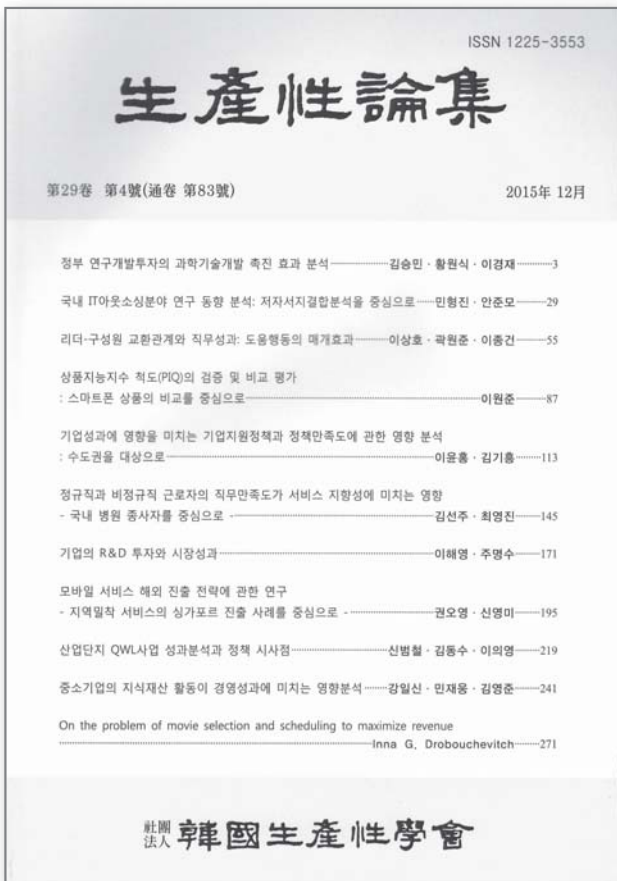 ISSN 1225-3553
生産性論集
第29卷 第4號(通卷 第83號) 2015年 12月
정부 연구개발투자의 과학기술개발 촉진 효과 분석┈┈┈김승민·황원식·이경재┈┈┈3
국내 IT아웃소싱분야 연구 동향 분석: 저자서지결합분석을 중심으로┈┈민형진·안준모┈┈┈29
리더-구성원 교환관계와 직무성과: 도움행동의 매개효과┈┈┈이상호·곽원준·이종건┈┈┈55
상품지능지수 척도(PIQ)의 검증 및 비교 평가
: 스마트폰 상품의 비교를 중심으로┈┈┈이원준┈┈┈87
기업성과에 영향을 미치는 기업지원정책과 정책만족도에 관한 영향 분석
: 수도권을 대상으로┈┈┈이윤흥·김기흥┈┈┈113
정규직과 비정규직 근로자의 직무만족도가 서비스 지향성에 미치는 영향
- 국내 병원 종사자를 중심으로 -┈┈┈김선주·최영진┈┈┈145
기업의 R&D 투자와 시장성과┈┈┈이해영·주명수┈┈┈171
모바일 서비스 해외 진출 전략에 관한 연구
- 지역밀착 서비스의 싱가포르 진출 사례를 중심으로 -┈┈┈권오영·신영미┈┈┈195
산업단지 QWL사업 성과분석과 정책 시사점┈┈┈신범철·김동수·이의영┈┈┈219
중소기업의 지식재산 활동이 경영성과에 미치는 영향분석┈┈┈강일신·민재웅·김영준┈┈┈241
On the problem of movie selection and scheduling to maximize revenue
┈┈┈Inna G, Drobouchevitch┈┈┈271
社團
法人 韓國生産性學會